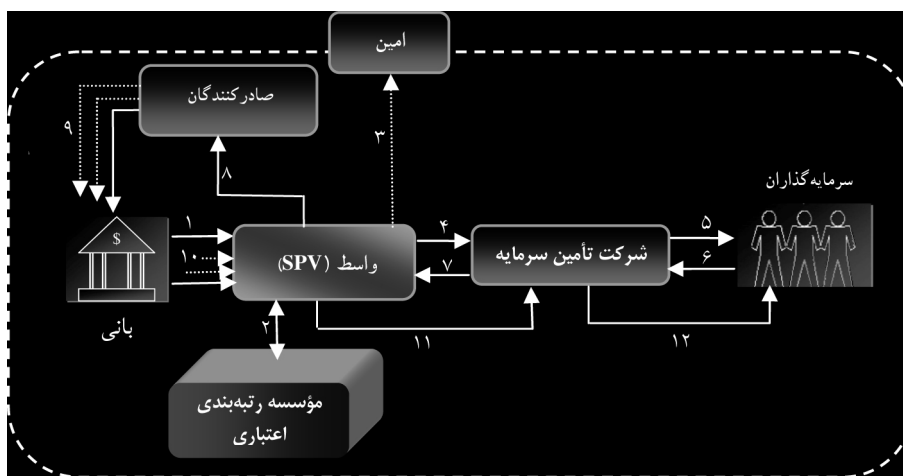 امین
صادرکنندگان
۹
۳
۸
سرمایه‌گذاران
$
۱
۴
۵
۱۰
واسط (SPV)
شرکت تأمین سرمایه
۷
۶
بانی
۲
۱۱
۱۲
مؤسسه رتبه‌بندی
اعتباری